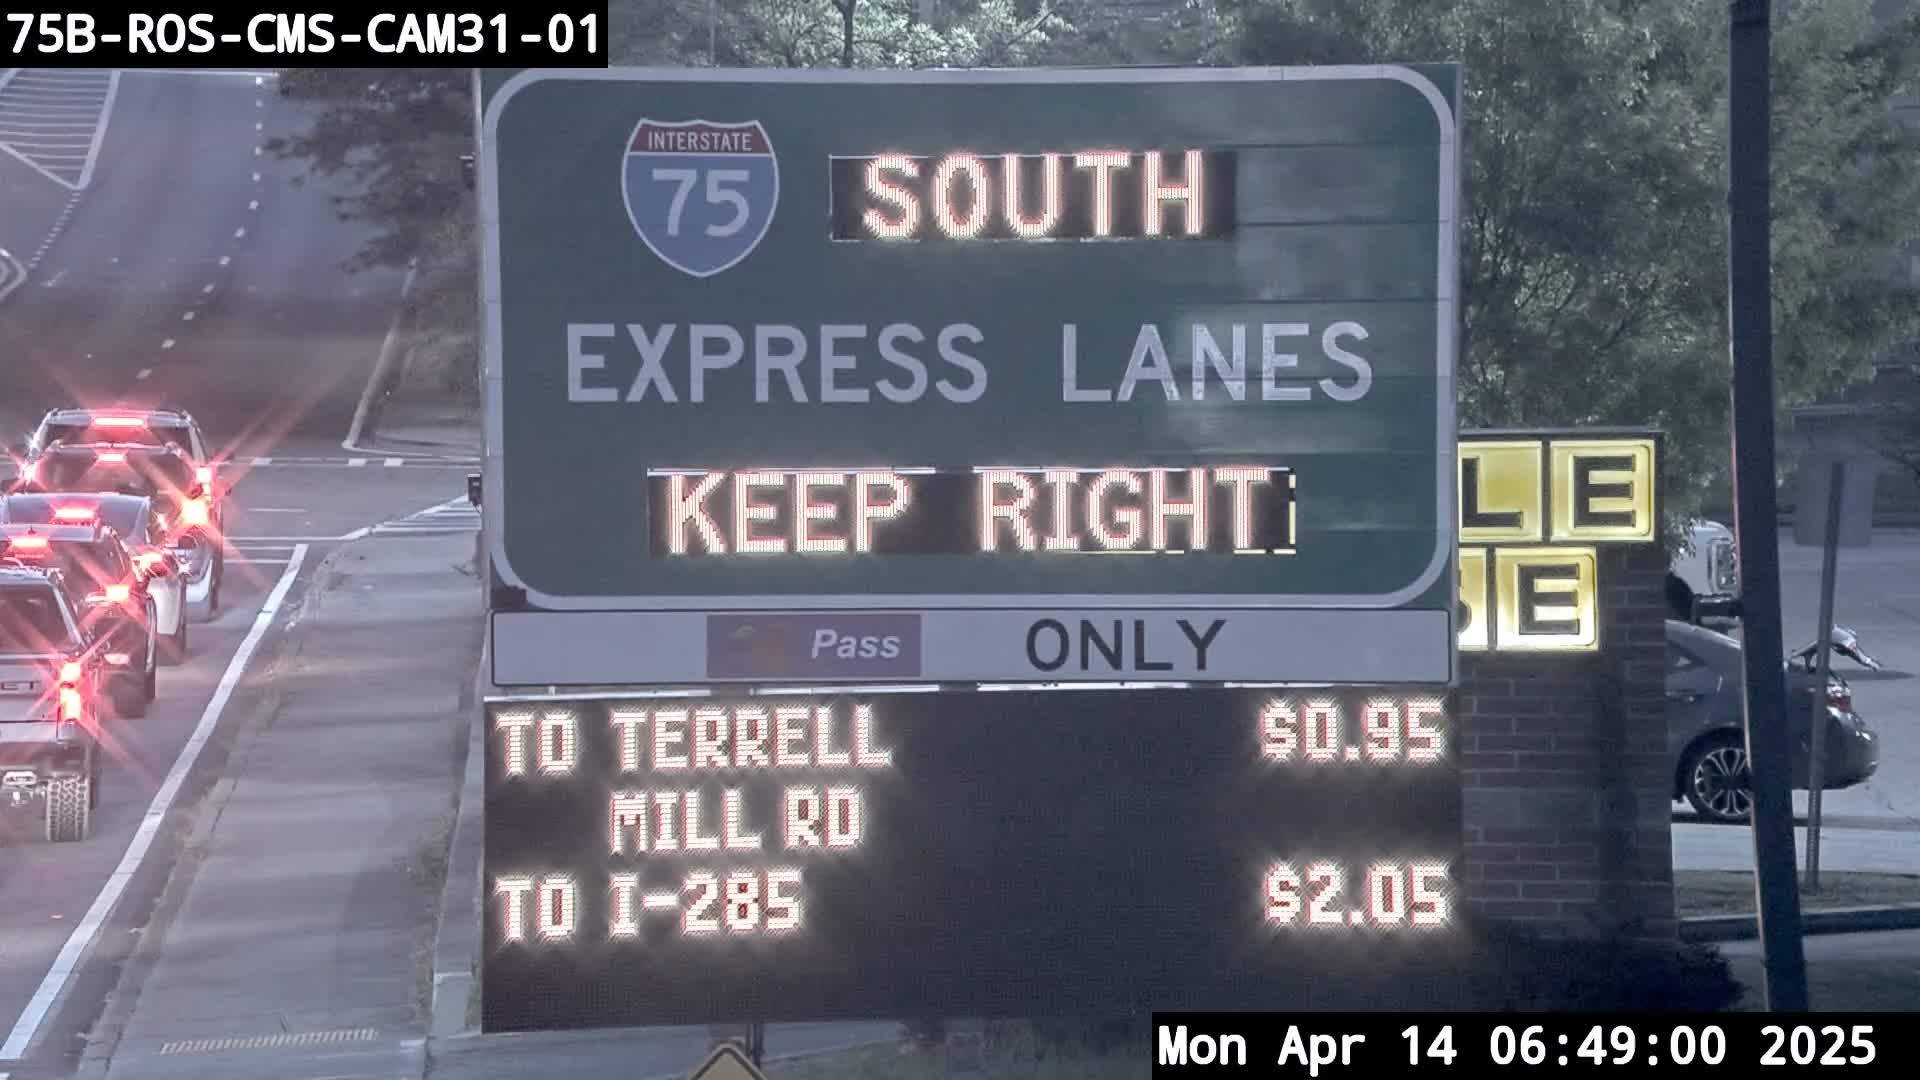 75B-ROS-CMS-CAM31-01
INTERSTATE
75
SOUTH
EXPRESS LANES
KEEP RIGHT
Pass ONLY
TO TERRELL $0.95
MILL RD
TO I-285 $2.05
LE
E
Mon Apr 14 06:49:00 2025